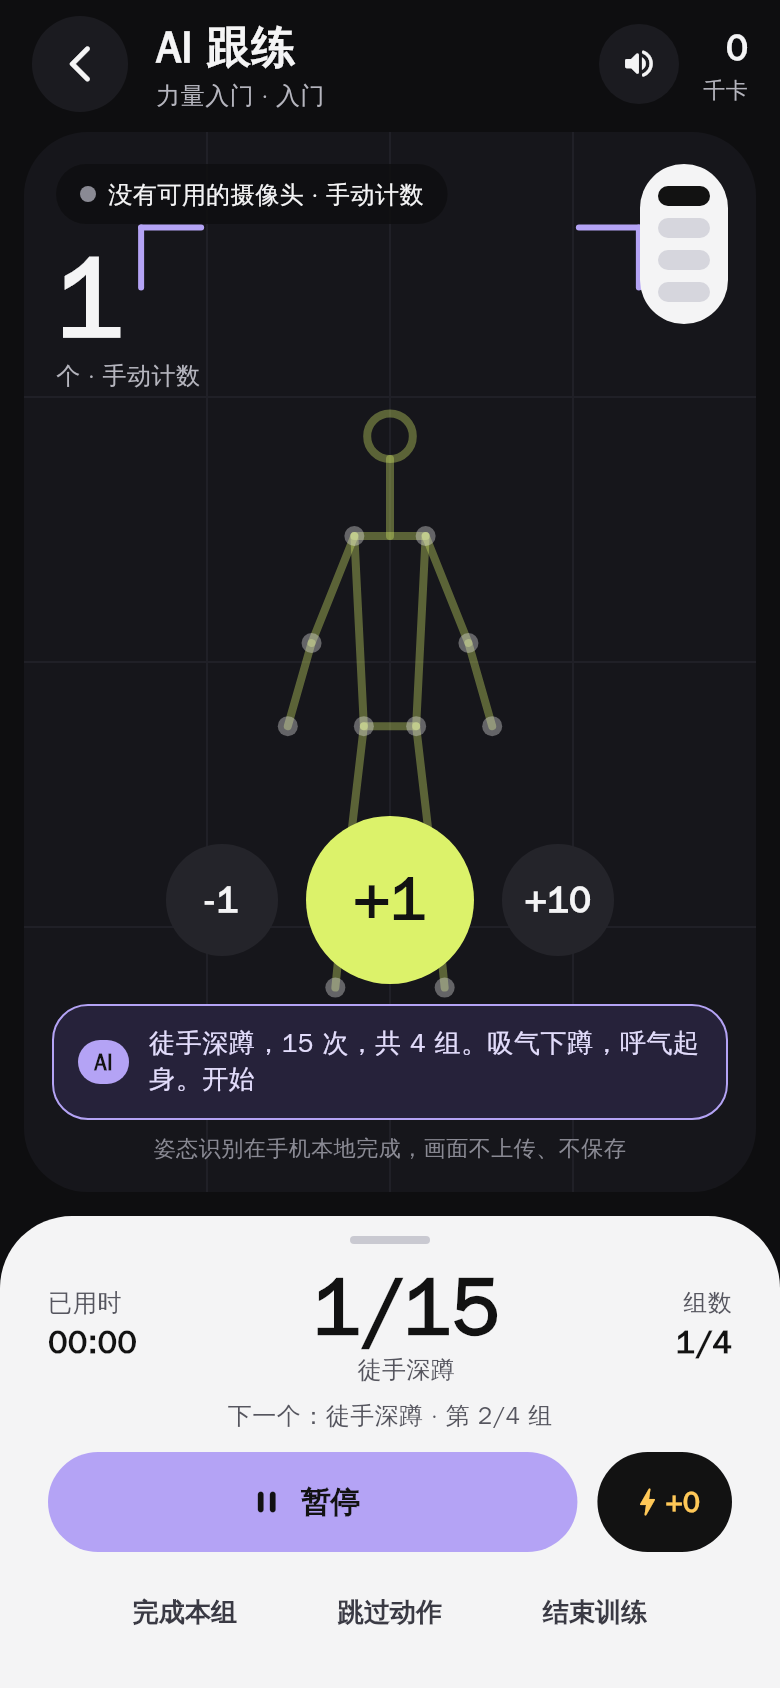 AI 跟练
力量入门 · 入门
0
千卡
没有可用的摄像头 · 手动计数
1
个 · 手动计数
-1
+1
+10
AI
徒手深蹲，15 次，共 4 组。吸气下蹲，呼气起
身。开始
姿态识别在手机本地完成，画面不上传、不保存
已用时
00:00
1/15
徒手深蹲
组数
1/4
下一个：徒手深蹲 · 第 2/4 组
暂停
+0
完成本组
跳过动作
结束训练